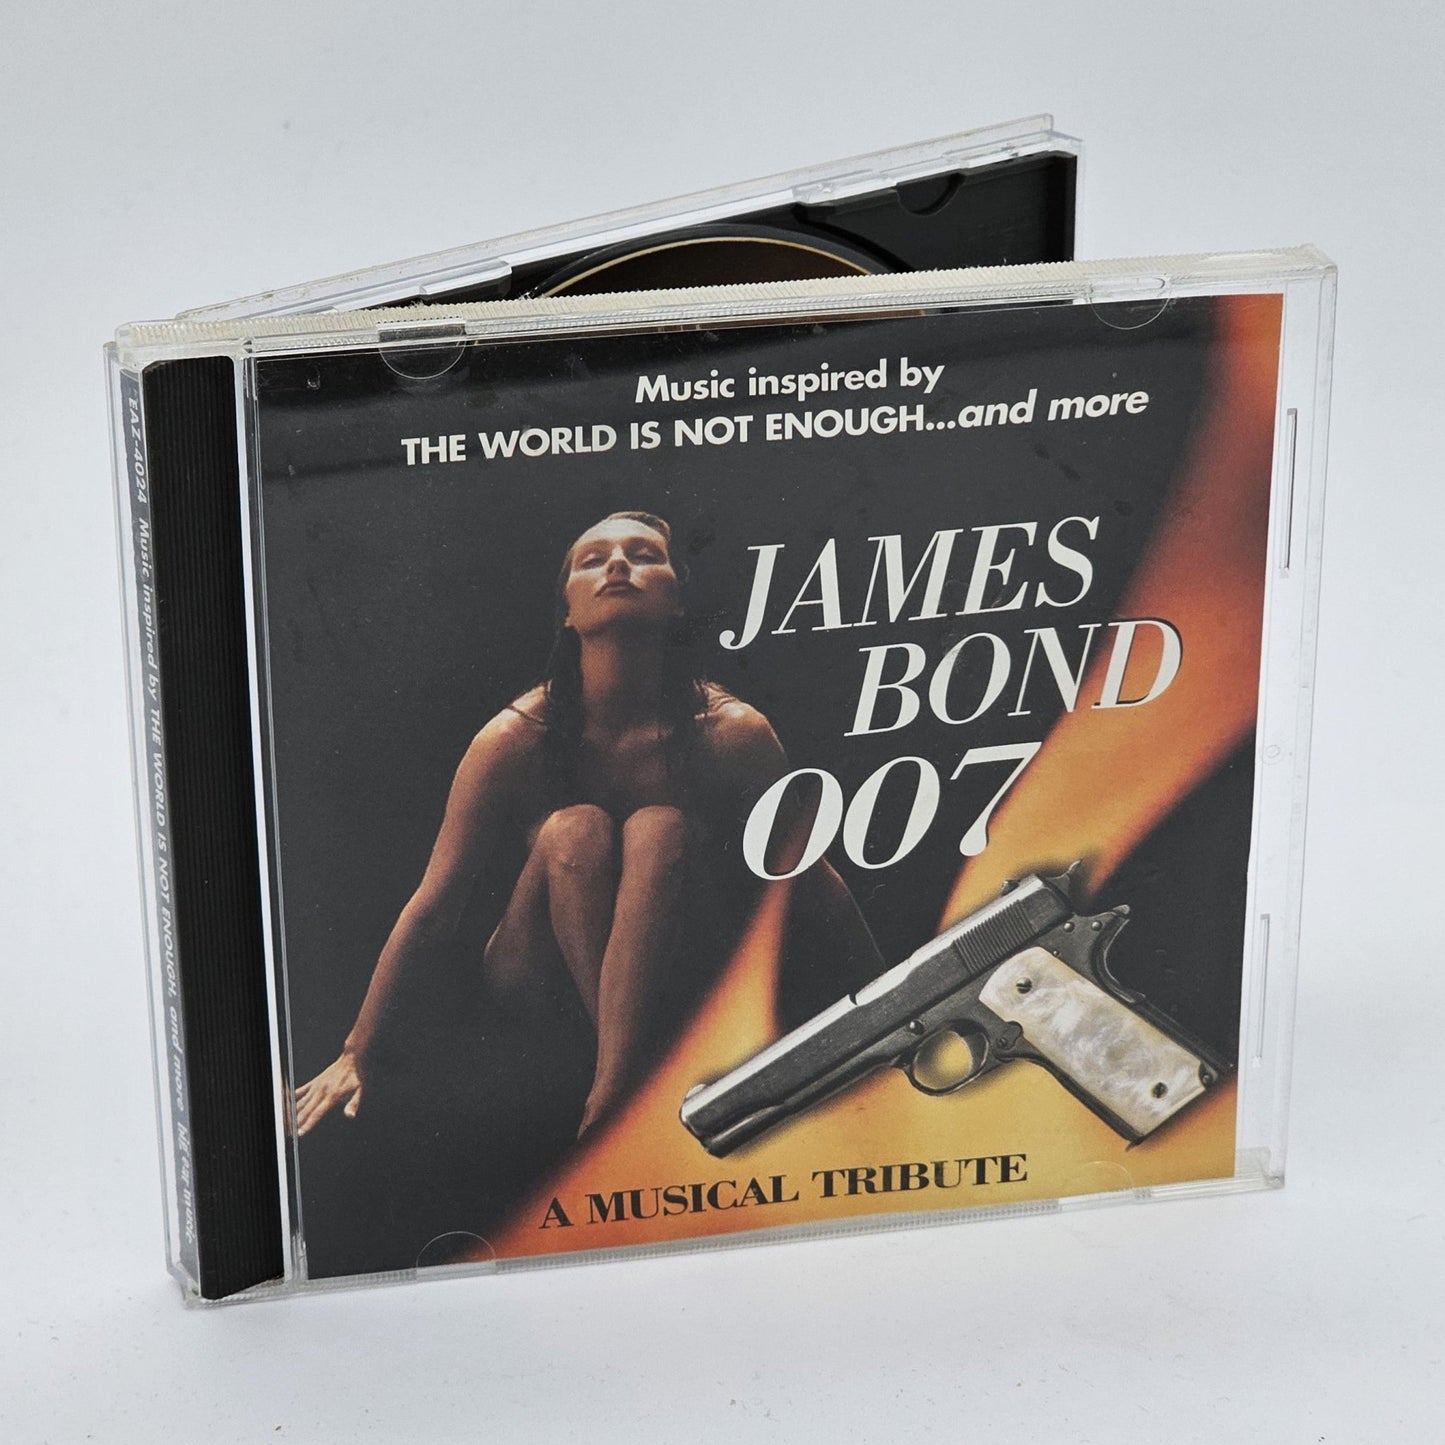 Music inspired by
THE WORLD IS NOT ENOUGH...and more
JAMES
BOND
007
A MUSICAL TRIBUTE
EAZ-4024 Music inspired by THE WORLD IS NOT ENOUGH. and more